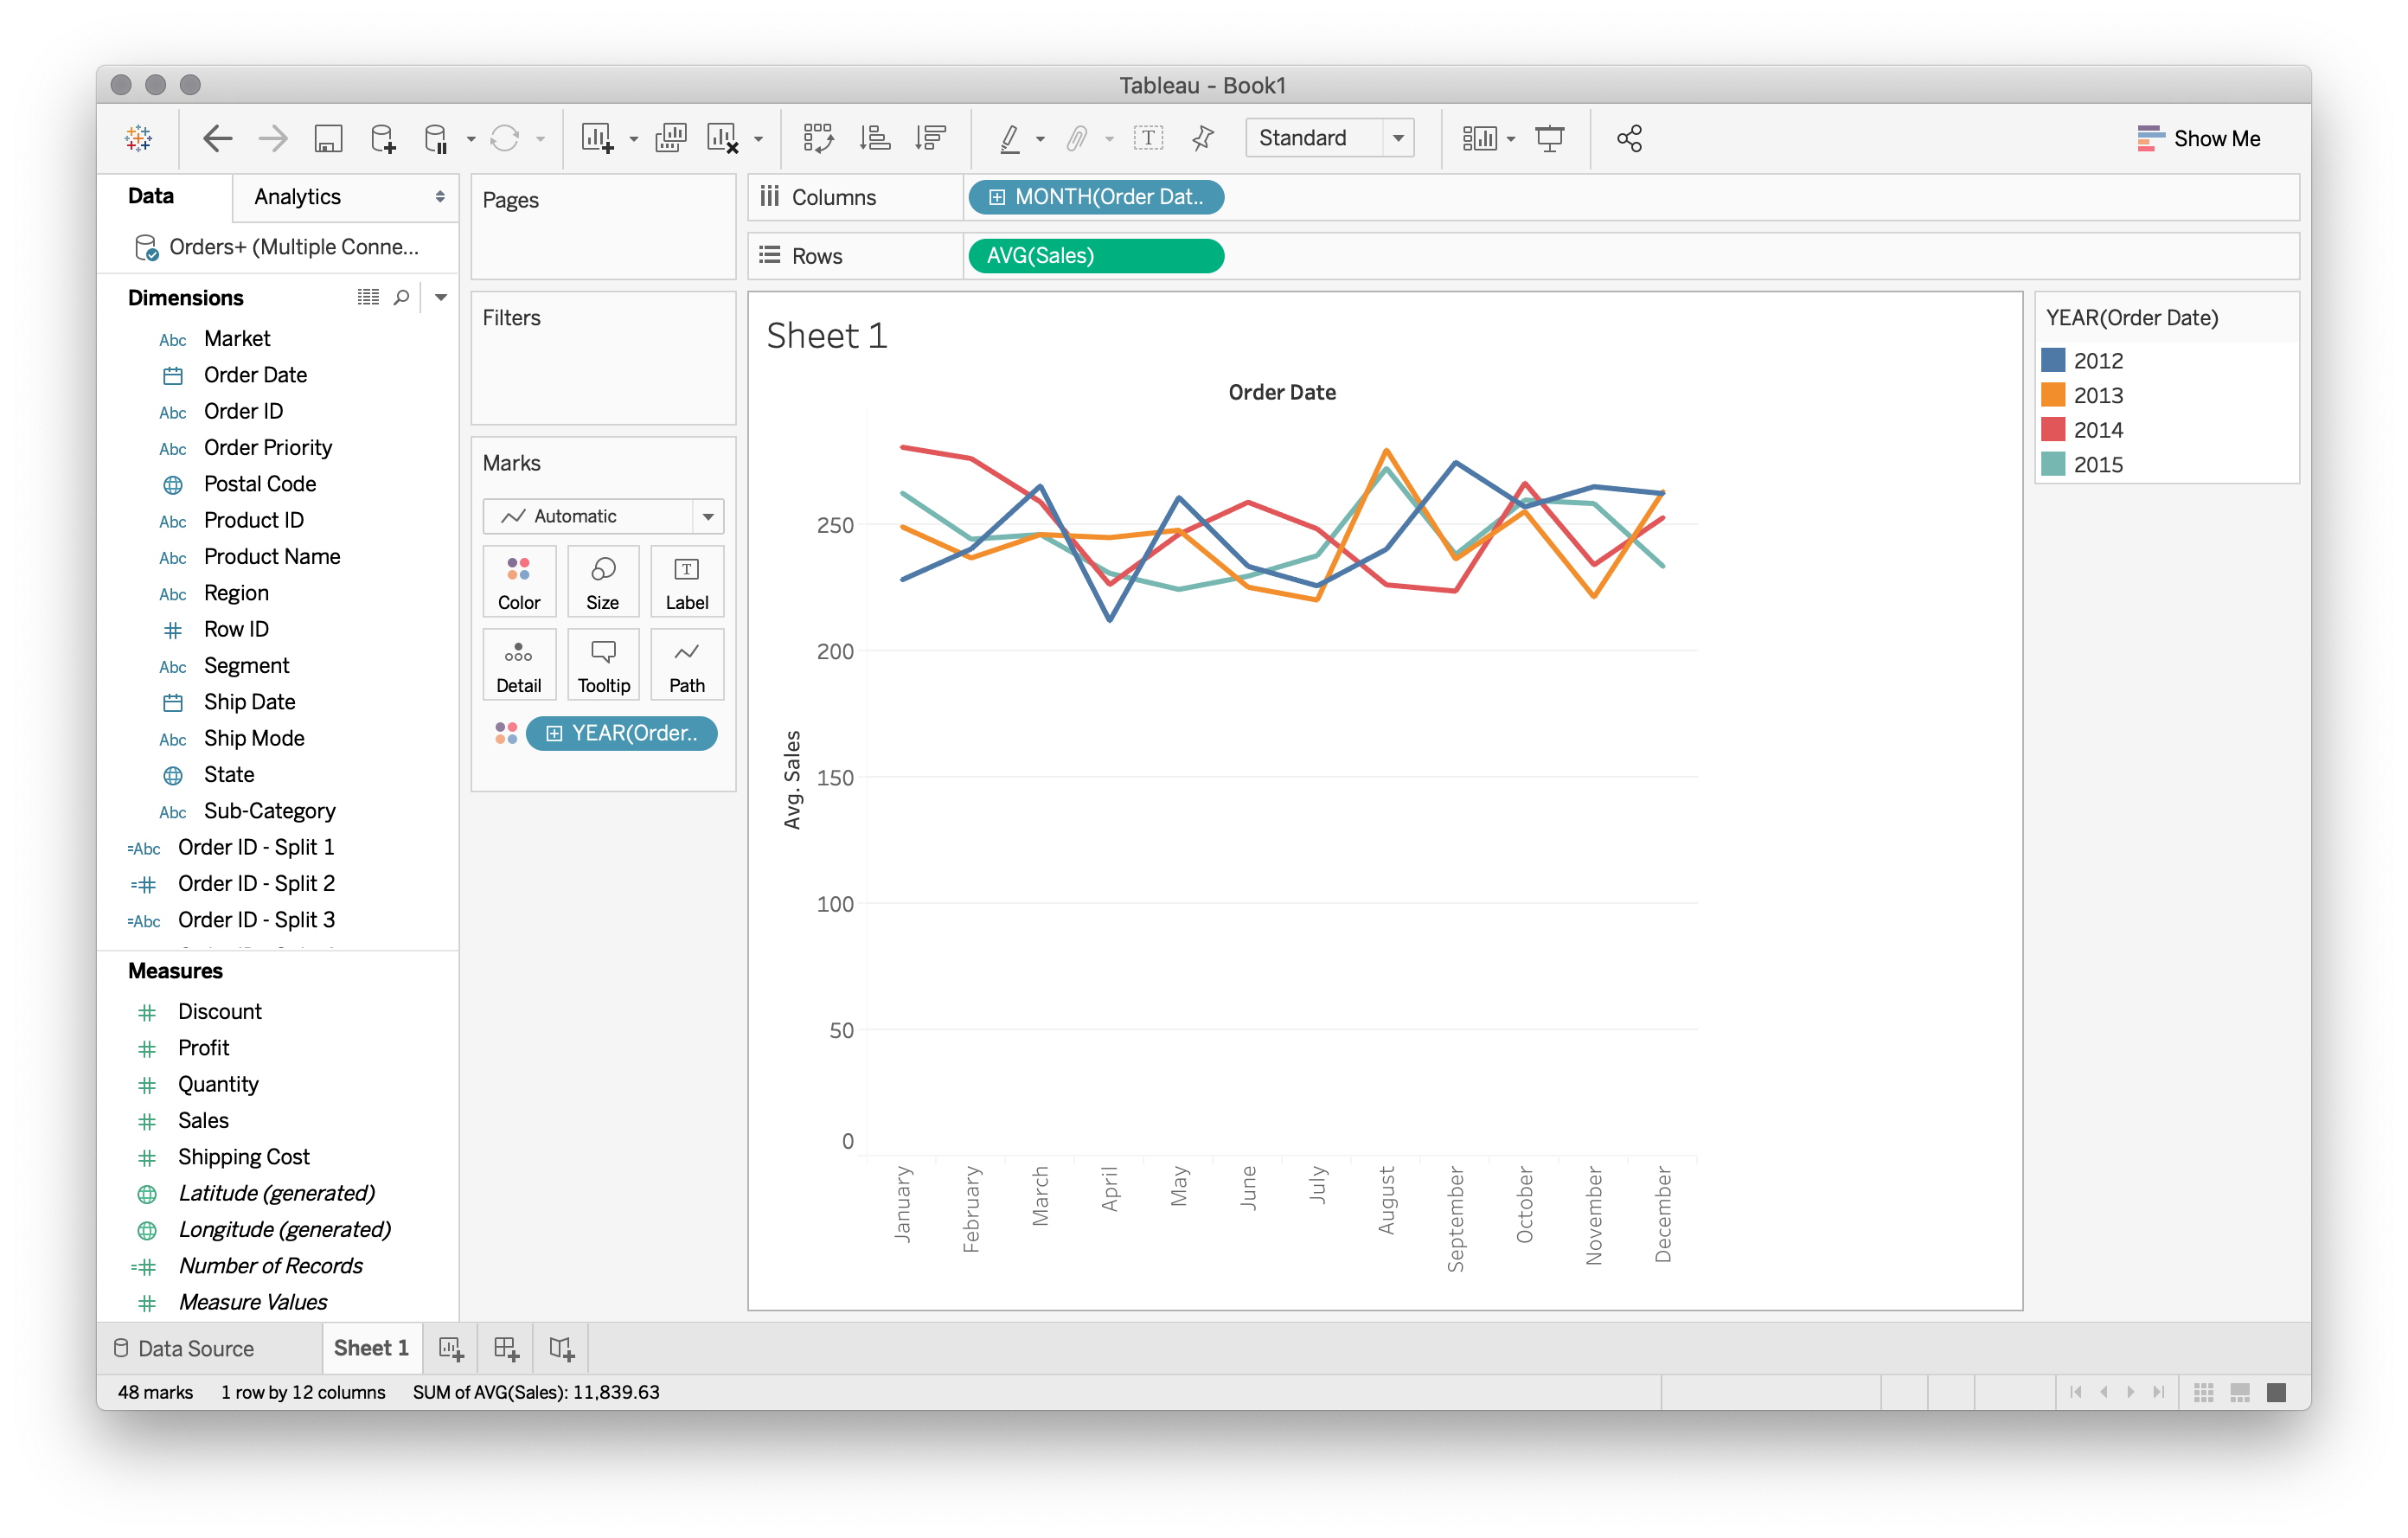 Tableau - Book1
Standard
Show Me
Data
Analytics
Orders+ (Multiple Conne...
Dimensions
Abc Market
Order Date
Abc Order ID
Abc Order Priority
Postal Code
Abc Product ID
Abc Product Name
Abc Region
Row ID
Abc Segment
Ship Date
Abc Ship Mode
State
Abc Sub-Category
=Abc Order ID - Split 1
=# Order ID - Split 2
=Abc Order ID - Split 3
Measures
# Discount
# Profit
# Quantity
# Sales
# Shipping Cost
Latitude (generated)
Longitude (generated)
=# Number of Records
# Measure Values
Pages
Filters
Marks
Automatic
Color
Size
Label
Detail
Tooltip
Path
YEAR(Order..
Columns
MONTH(Order Dat..
Rows
AVG(Sales)
Sheet 1
Order Date
Avg. Sales
250
200
150
100
50
0
January
February
March
April
May
June
July
August
September
October
November
December
YEAR(Order Date)
2012
2013
2014
2015
Data Source
Sheet 1
48 marks
1 row by 12 columns
SUM of AVG(Sales): 11,839.63